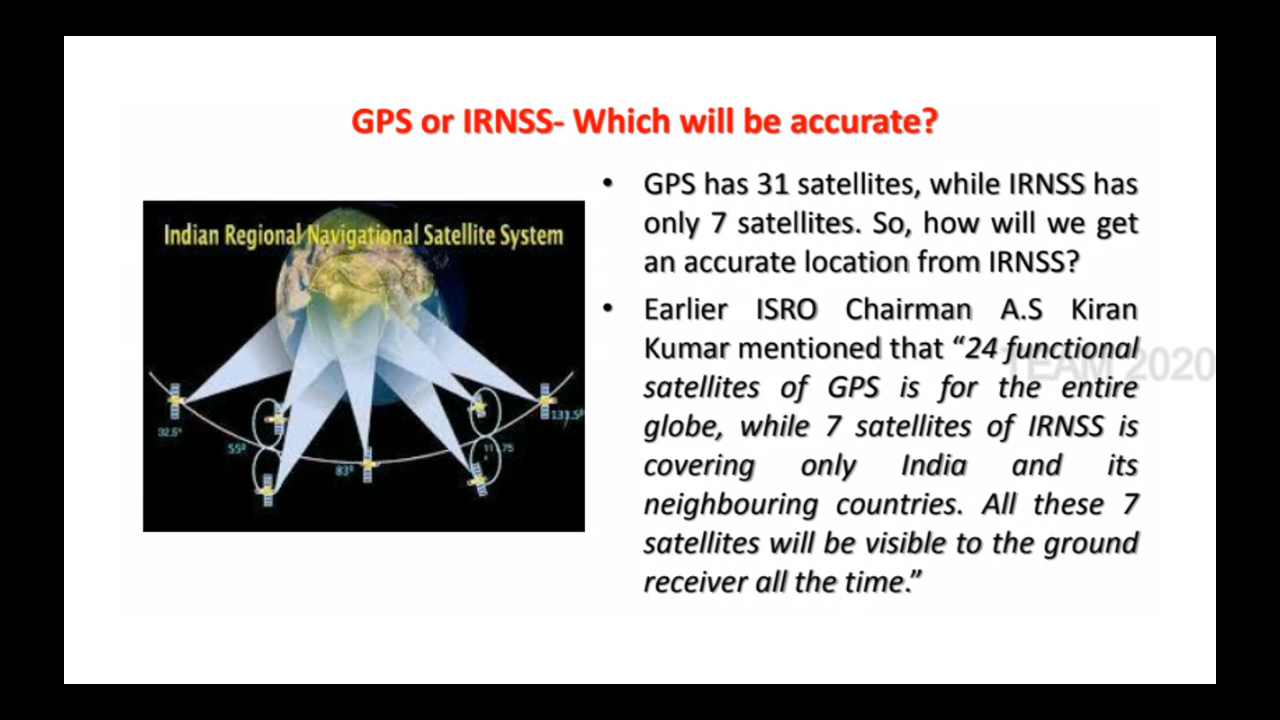 GPS or IRNSS- Which will be accurate?
Indian Regional Navigational Satellite System
32.5º
55º
83º
131.5º
• GPS has 31 satellites, while IRNSS has
only 7 satellites. So, how will we get
an accurate location from IRNSS?
• Earlier ISRO Chairman A.S Kiran
Kumar mentioned that “24 functional
satellites of GPS is for the entire
globe, while 7 satellites of IRNSS is
covering only India and its
neighbouring countries. All these 7
satellites will be visible to the ground
receiver all the time.”
TEAM 2020